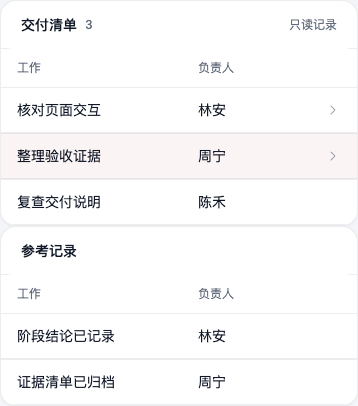 交付清单 3 只读记录
工作 负责人
核对页面交互 林安
整理验收证据 周宁
复查交付说明 陈禾
参考记录
工作 负责人
阶段结论已记录 林安
证据清单已归档 周宁